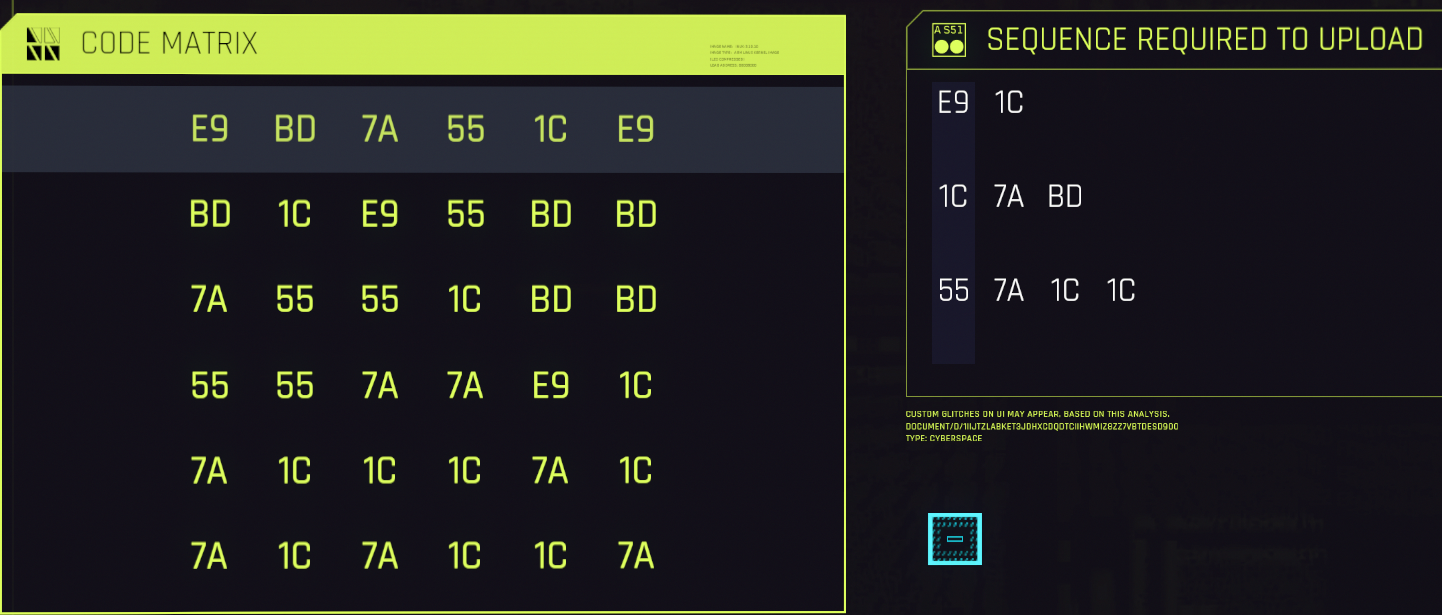 CODE MATRIX
E9 BD 7A 55 1C E9
BD 1C E9 55 BD BD
7A 55 55 1C BD BD
55 55 7A 7A E9 1C
7A 1C 1C 1C 7A 1C
7A 1C 7A 1C 1C 7A
A S51
SEQUENCE REQUIRED TO UPLOAD
E9 1C
1C 7A BD
55 7A 1C 1C
CUSTOM GLITCHES ON UI MAY APPEAR, BASED ON THIS ANALYSIS.
TYPE: CYBERSPACE